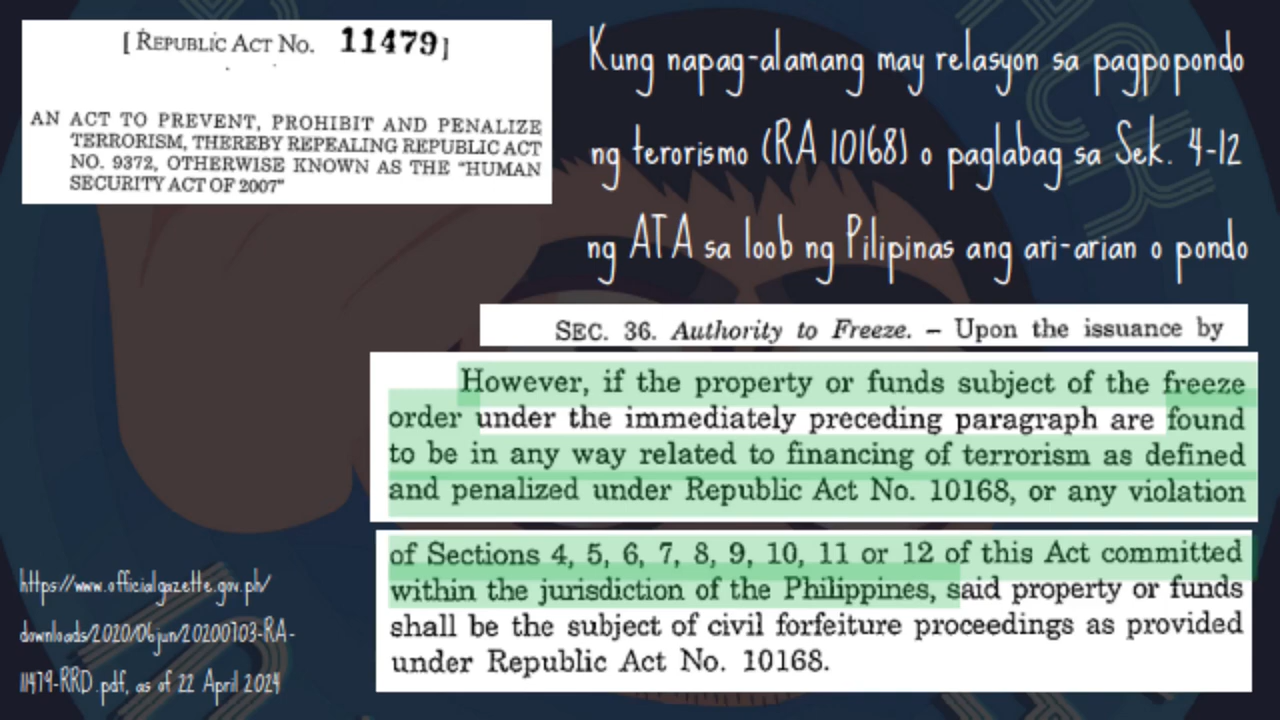 [ REPUBLIC ACT NO. 11479 ]
AN ACT TO PREVENT, PROHIBIT AND PENALIZE
TERRORISM, THEREBY REPEALING REPUBLIC ACT
NO. 9372, OTHERWISE KNOWN AS THE "HUMAN
SECURITY ACT OF 2007"
Kung napag-alamang may relasyon sa pagpopondo
ng terorismo (RA 10168) o paglabag sa Sek. 4-12
ng ATA sa loob ng Pilipinas ang ari-arian o pondo
SEC. 36. Authority to Freeze. – Upon the issuance by
However, if the property or funds subject of the freeze
order under the immediately preceding paragraph are found
to be in any way related to financing of terrorism as defined
and penalized under Republic Act No. 10168, or any violation
of Sections 4, 5, 6, 7, 8, 9, 10, 11 or 12 of this Act committed
within the jurisdiction of the Philippines, said property or funds
shall be the subject of civil forfeiture proceedings as provided
under Republic Act No. 10168.
https://www.officialgazette.gov.ph/
downloads/2020/06jun/20200703-RA-
11479-RRD.pdf, as of 22 April 2024